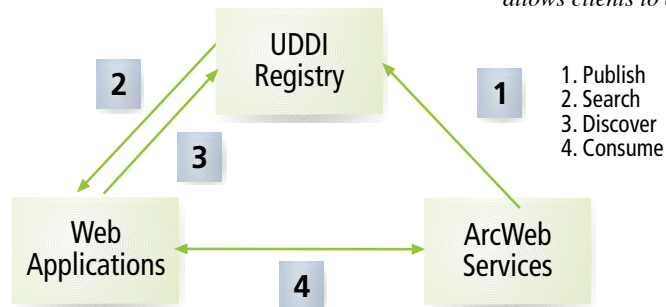 allows clients to
UDDI
Registry
2
1
1. Publish
2. Search
3. Discover
4. Consume
3
Web
Applications
ArcWeb
Services
4